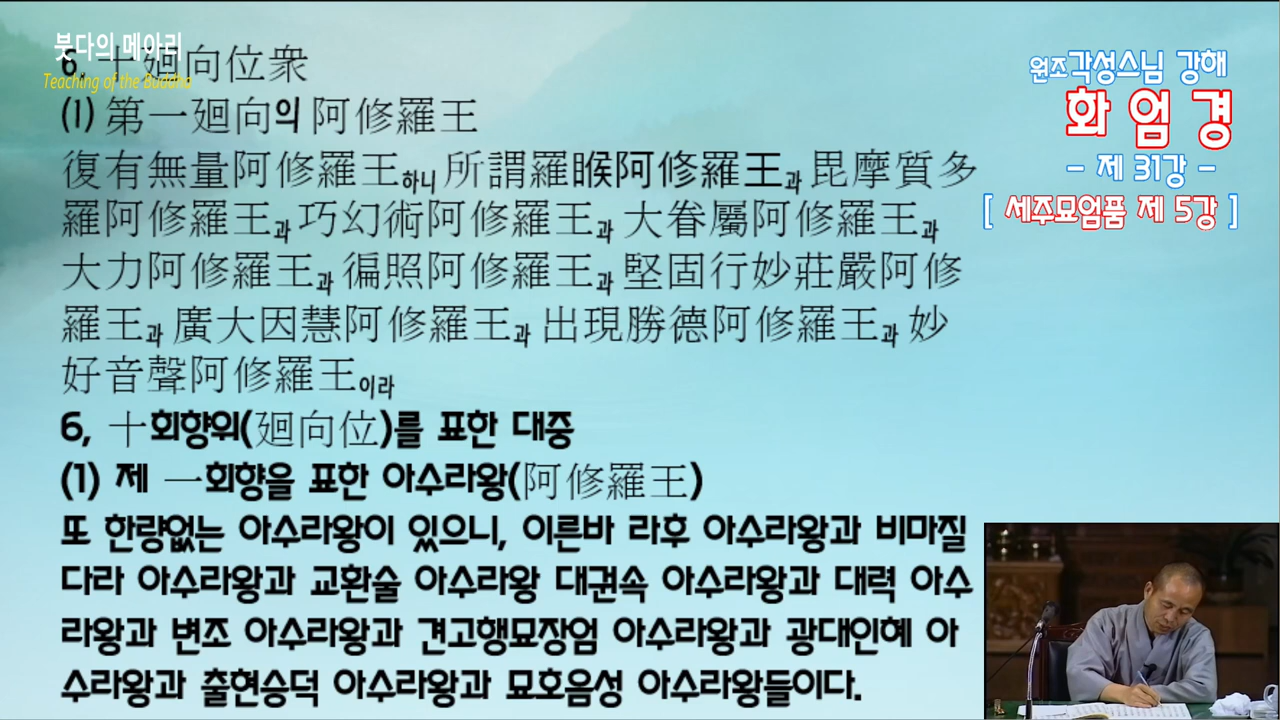 붓다의 메아리
Teaching of the Buddha
6, 十廻向位衆
(1) 第一廻向의 阿修羅王
復有無量阿修羅王하니 所謂羅睺阿修羅王과 毘摩質多
羅阿修羅王과 巧幻術阿修羅王과 大眷屬阿修羅王과
大力阿修羅王과 徧照阿修羅王과 堅固行妙莊嚴阿修
羅王과 廣大因慧阿修羅王과 出現勝德阿修羅王과 妙
好音聲阿修羅王이라
6, 十회향위(廻向位)를 표한 대중
(1) 제 一회향을 표한 아수라왕(阿修羅王)
또 한량없는 아수라왕이 있으니, 이른바 라후 아수라왕과 비마질
다라 아수라왕과 교환술 아수라왕 대권속 아수라왕과 대력 아수
라왕과 변조 아수라왕과 견고행묘장엄 아수라왕과 광대인혜 아
수라왕과 출현승덕 아수라왕과 묘호음성 아수라왕들이다.
원조각성스님 강해
화 엄 경
- 제 31강 -
[ 세주묘엄품 제 5강 ]